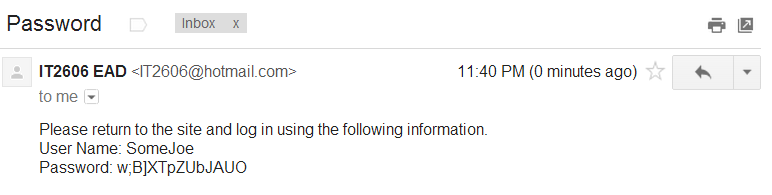 Password
Inbox x
IT2606 EAD <IT2606@hotmail.com>
11:40 PM (0 minutes ago)
to me
Please return to the site and log in using the following information.
User Name: SomeJoe
Password: w;B]XTpZUbJAUO